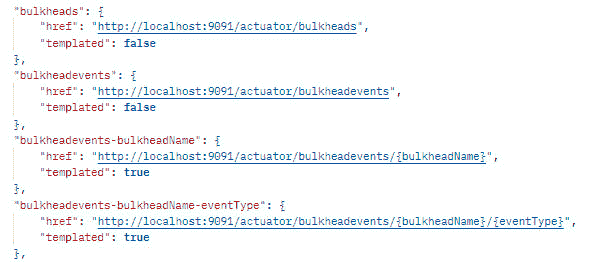 "bulkheads": {
"href": "http://localhost:9091/actuator/bulkheads",
"templated": false
},
"bulkheadevents": {
"href": "http://localhost:9091/actuator/bulkheadevents",
"templated": false
},
"bulkheadevents-bulkheadName": {
"href": "http://localhost:9091/actuator/bulkheadevents/{bulkheadName}",
"templated": true
},
"bulkheadevents-bulkheadName-eventType": {
"href": "http://localhost:9091/actuator/bulkheadevents/{bulkheadName}/{eventType}",
"templated": true
},